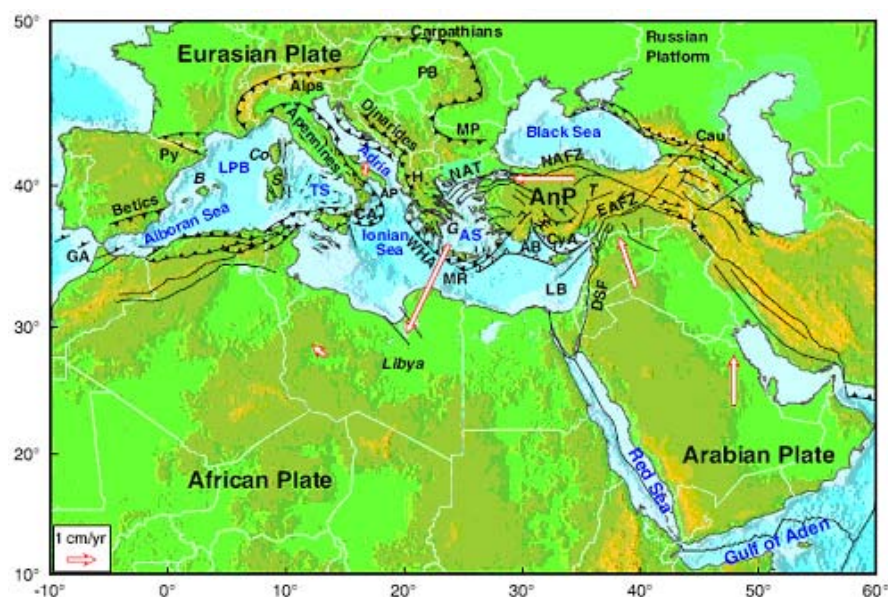 50°
Carpathians
Eurasian Plate
Russian
Platform
PB
Alps
Dinarides
Apennines
MP
Black Sea
Cau
Py
LPB
Co
Adria
NAT
NAFZ
40°
B
S
TS
H
AP
AnP
T
EAFZ
Betics
Alboran Sea
CA
Ionian
Sea
G
AS
I
GA
WHA
AB
CyA
MR
LB
DSF
30°
Libya
20°
African Plate
Arabian Plate
Red Sea
1 cm/yr
Gulf of Aden
10°
-10°
0°
10°
20°
30°
40°
50°
60°